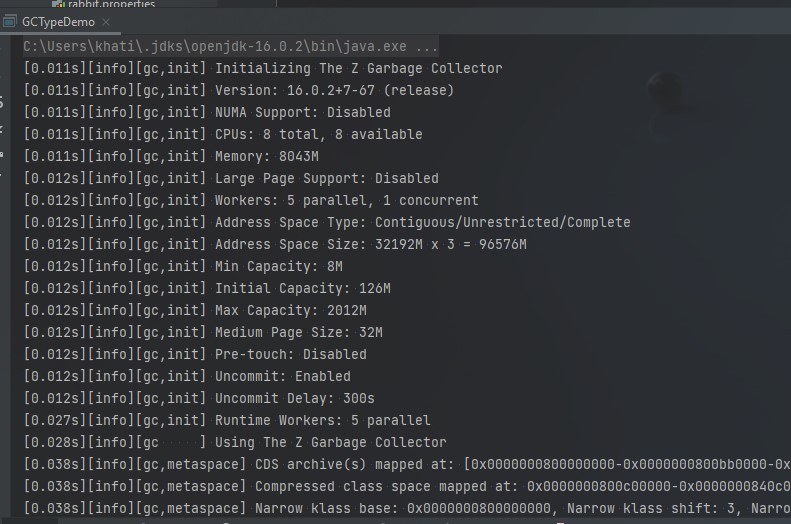 rabbit.properties
GCTypeDemo
C:\Users\khati\.jdks\openjdk-16.0.2\bin\java.exe ...
[0.011s][info][gc,init] Initializing The Z Garbage Collector
[0.011s][info][gc,init] Version: 16.0.2+7-67 (release)
[0.011s][info][gc,init] NUMA Support: Disabled
[0.011s][info][gc,init] CPUs: 8 total, 8 available
[0.011s][info][gc,init] Memory: 8043M
[0.012s][info][gc,init] Large Page Support: Disabled
[0.012s][info][gc,init] Workers: 5 parallel, 1 concurrent
[0.012s][info][gc,init] Address Space Type: Contiguous/Unrestricted/Complete
[0.012s][info][gc,init] Address Space Size: 32192M x 3 = 96576M
[0.012s][info][gc,init] Min Capacity: 8M
[0.012s][info][gc,init] Initial Capacity: 126M
[0.012s][info][gc,init] Max Capacity: 2012M
[0.012s][info][gc,init] Medium Page Size: 32M
[0.012s][info][gc,init] Pre-touch: Disabled
[0.012s][info][gc,init] Uncommit: Enabled
[0.012s][info][gc,init] Uncommit Delay: 300s
[0.027s][info][gc,init] Runtime Workers: 5 parallel
[0.028s][info][gc     ] Using The Z Garbage Collector
[0.038s][info][gc,metaspace] CDS archive(s) mapped at: [0x0000000800000000-0x0000000800bb0000-0x
[0.038s][info][gc,metaspace] Compressed class space mapped at: 0x0000000800c00000-0x0000000840c0
[0.038s][info][gc,metaspace] Narrow klass base: 0x0000000800000000, Narrow klass shift: 3, Narro